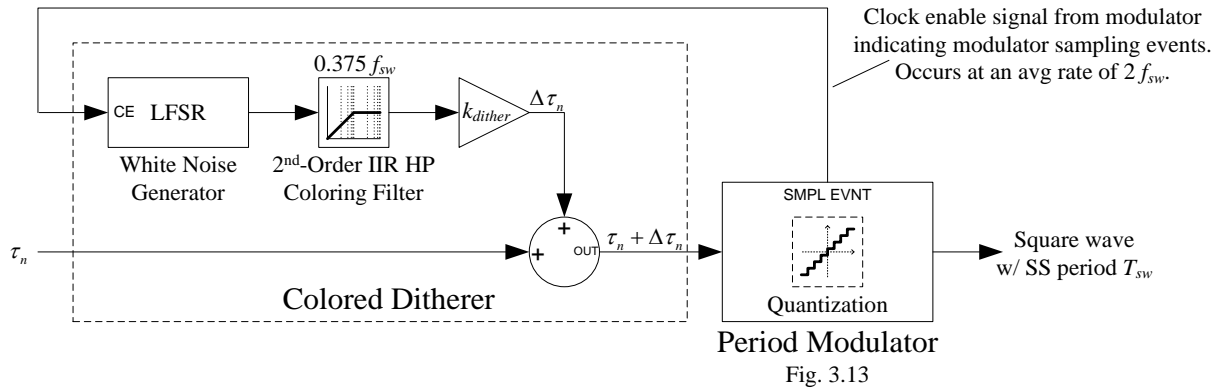 Clock enable signal from modulator
indicating modulator sampling events.
Occurs at an avg rate of 2 f_sw.
0.375 f_sw
CE
LFSR
k_dither
Δτ_n
White Noise
Generator
2nd-Order IIR HP
Coloring Filter
SMPL EVNT
τ_n
+
+
OUT
τ_n + Δτ_n
Square wave
w/ SS period T_sw
Quantization
Colored Ditherer
Period Modulator
Fig. 3.13